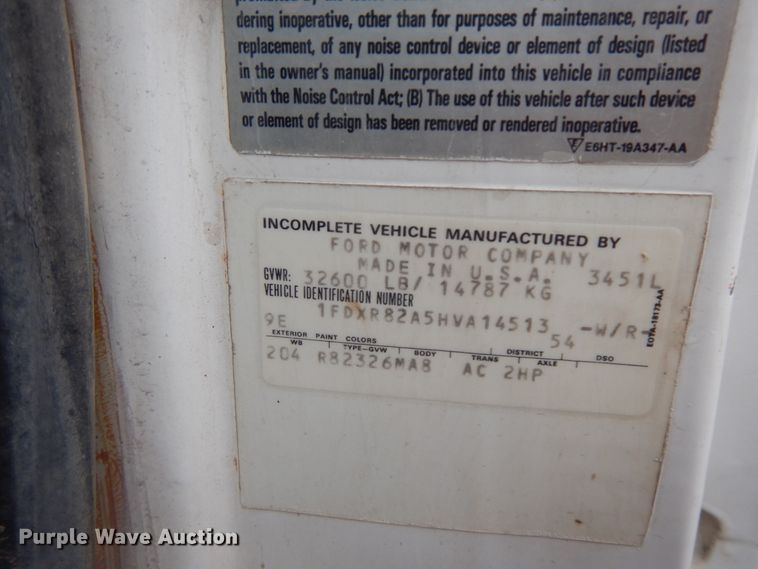 dering inoperative, other than for purposes of maintenance, repair, or
replacement, of any noise control device or element of design (listed
in the owner's manual) incorporated into this vehicle in compliance
with the Noise Control Act; (B) The use of this vehicle after such device
or element of design has been removed or rendered inoperative.
E6HT-19A347-AA
INCOMPLETE VEHICLE MANUFACTURED BY
FORD MOTOR COMPANY
MADE IN U.S.A. 3451L
GVWR: 32600 LB/ 14787 KG
VEHICLE IDENTIFICATION NUMBER
1FDXR82A5HVA14513 -W/R-
9E 54
EXTERIOR PAINT COLORS DISTRICT DSO
WB TYPE-GVW BODY TRANS AXLE
204 R82326MA8 AC 2HP
EOTA-18173-AA
Purple Wave Auction